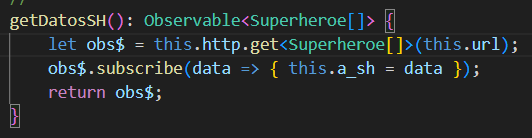 getDatosSH(): Observable<Superheroe[]> {
let obs$ = this.http.get<Superheroe[]>(this.url);
obs$.subscribe(data => { this.a_sh = data });
return obs$;
}